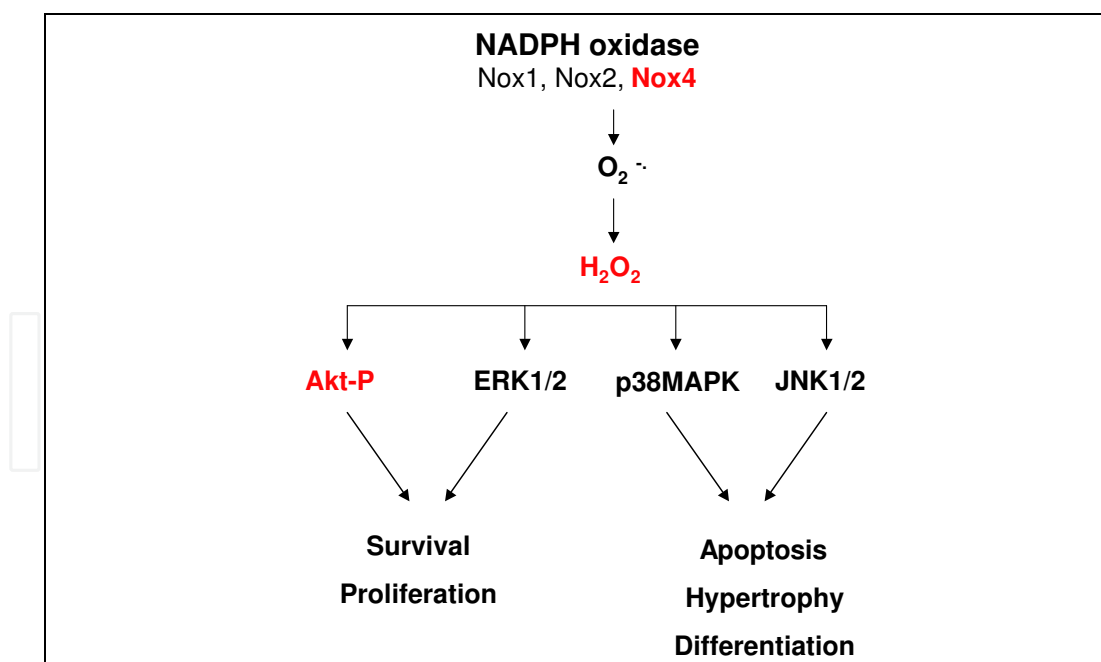 NADPH oxidase
Nox1, Nox2, Nox4
O₂ ⁻·
H₂O₂
Akt-P ERK1/2 p38MAPK JNK1/2
Survival
Proliferation
Apoptosis
Hypertrophy
Differentiation